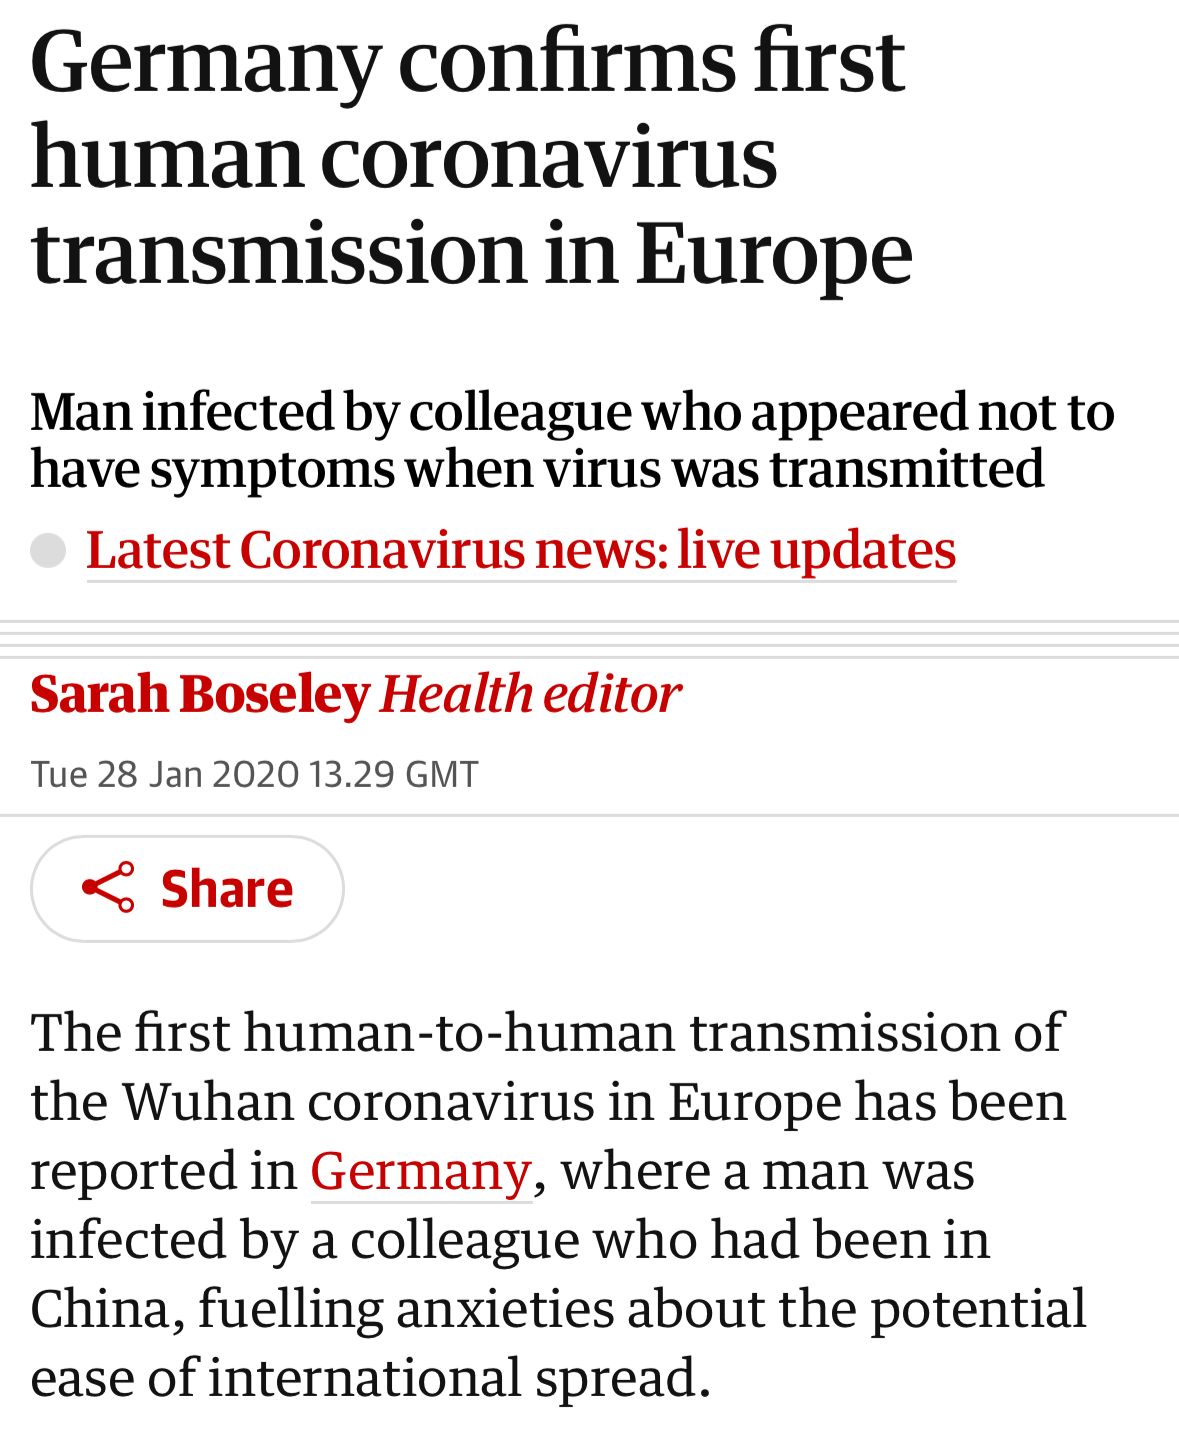 Germany confirms first
human coronavirus
transmission in Europe
Man infected by colleague who appeared not to
have symptoms when virus was transmitted
Latest Coronavirus news: live updates
Sarah Boseley Health editor
Tue 28 Jan 2020 13.29 GMT
Share
The first human-to-human transmission of
the Wuhan coronavirus in Europe has been
reported in Germany, where a man was
infected by a colleague who had been in
China, fuelling anxieties about the potential
ease of international spread.